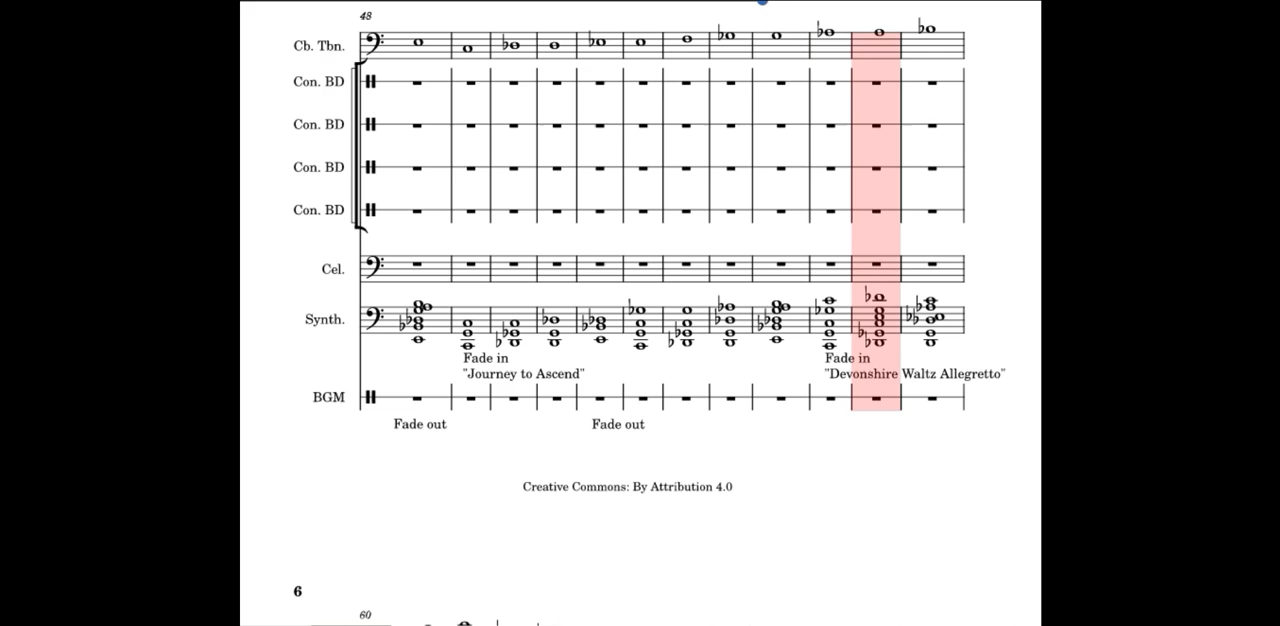 48
Cb. Tbn.
Con. BD
Con. BD
Con. BD
Con. BD
Cel.
Synth.
Fade in
"Journey to Ascend"
Fade in
"Devonshire Waltz Allegretto"
BGM
Fade out
Fade out
Creative Commons: By Attribution 4.0
6
60